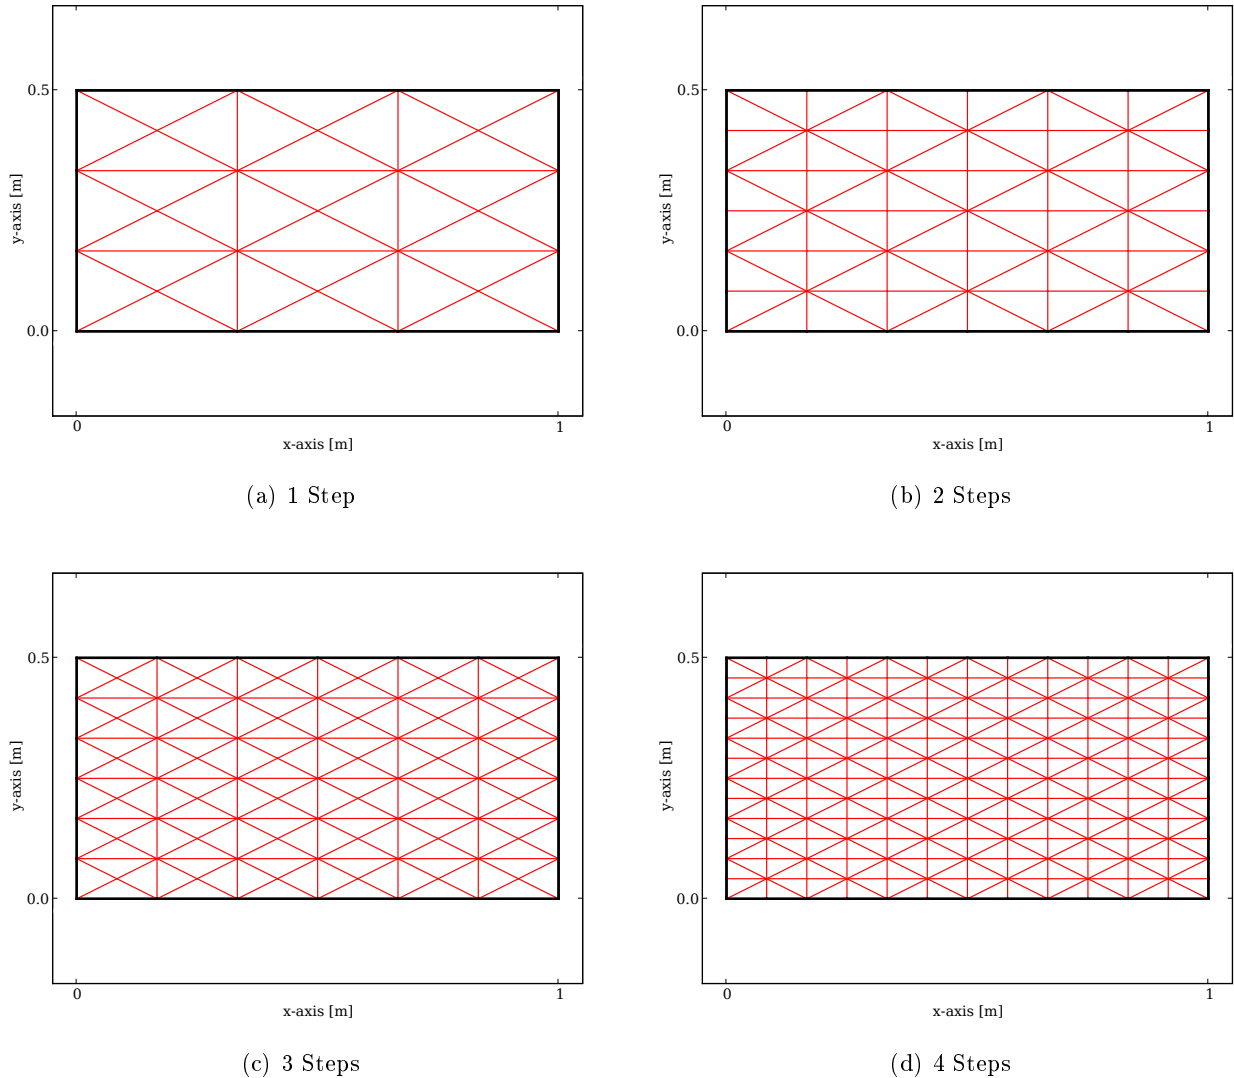 0.5
0.0
y-axis [m]
0
1
x-axis [m]
(a) 1 Step
0.5
0.0
y-axis [m]
0
1
x-axis [m]
(b) 2 Steps
0.5
0.0
y-axis [m]
0
1
x-axis [m]
(c) 3 Steps
0.5
0.0
y-axis [m]
0
1
x-axis [m]
(d) 4 Steps